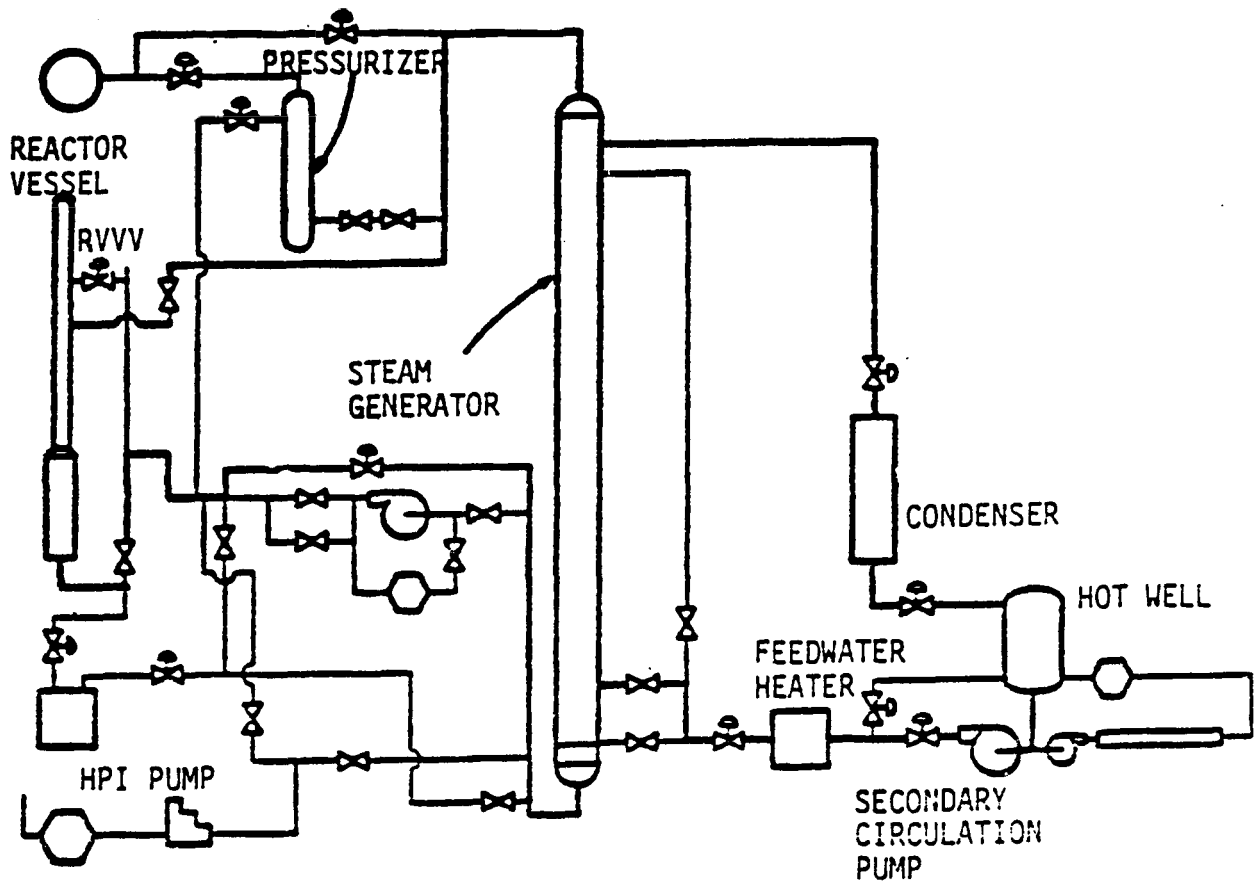 PRESSURIZER
REACTOR
VESSEL
RVVV
STEAM
GENERATOR
CONDENSER
HOT WELL
FEEDWATER
HEATER
HPI PUMP
SECONDARY
CIRCULATION
PUMP